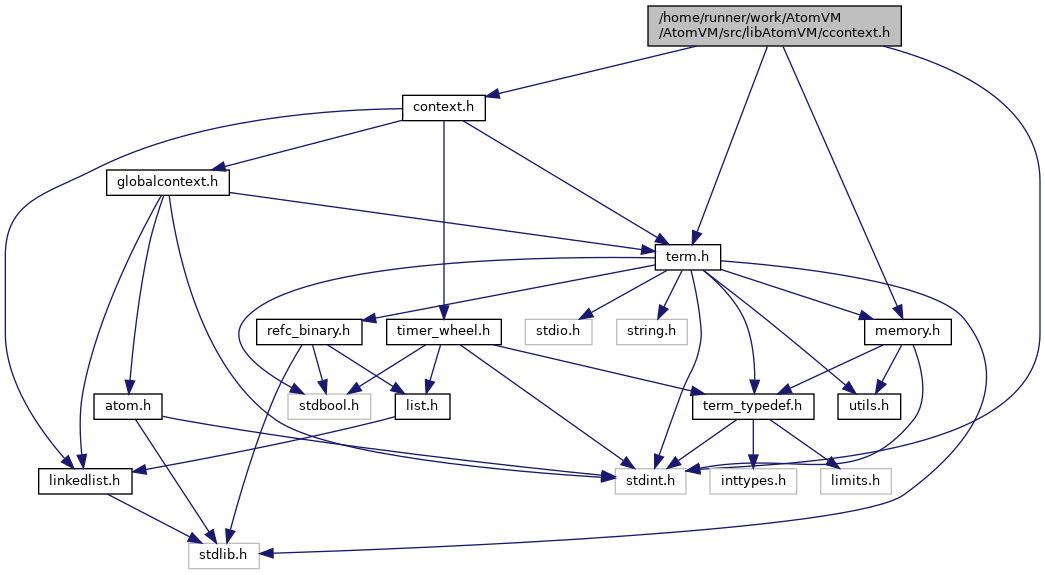 /home/runner/work/AtomVM
/AtomVM/src/libAtomVM/ccontext.h
context.h
globalcontext.h
term.h
refc_binary.h
timer_wheel.h
stdio.h
string.h
memory.h
atom.h
stdbool.h
list.h
term_typedef.h
utils.h
linkedlist.h
stdint.h
inttypes.h
limits.h
stdlib.h